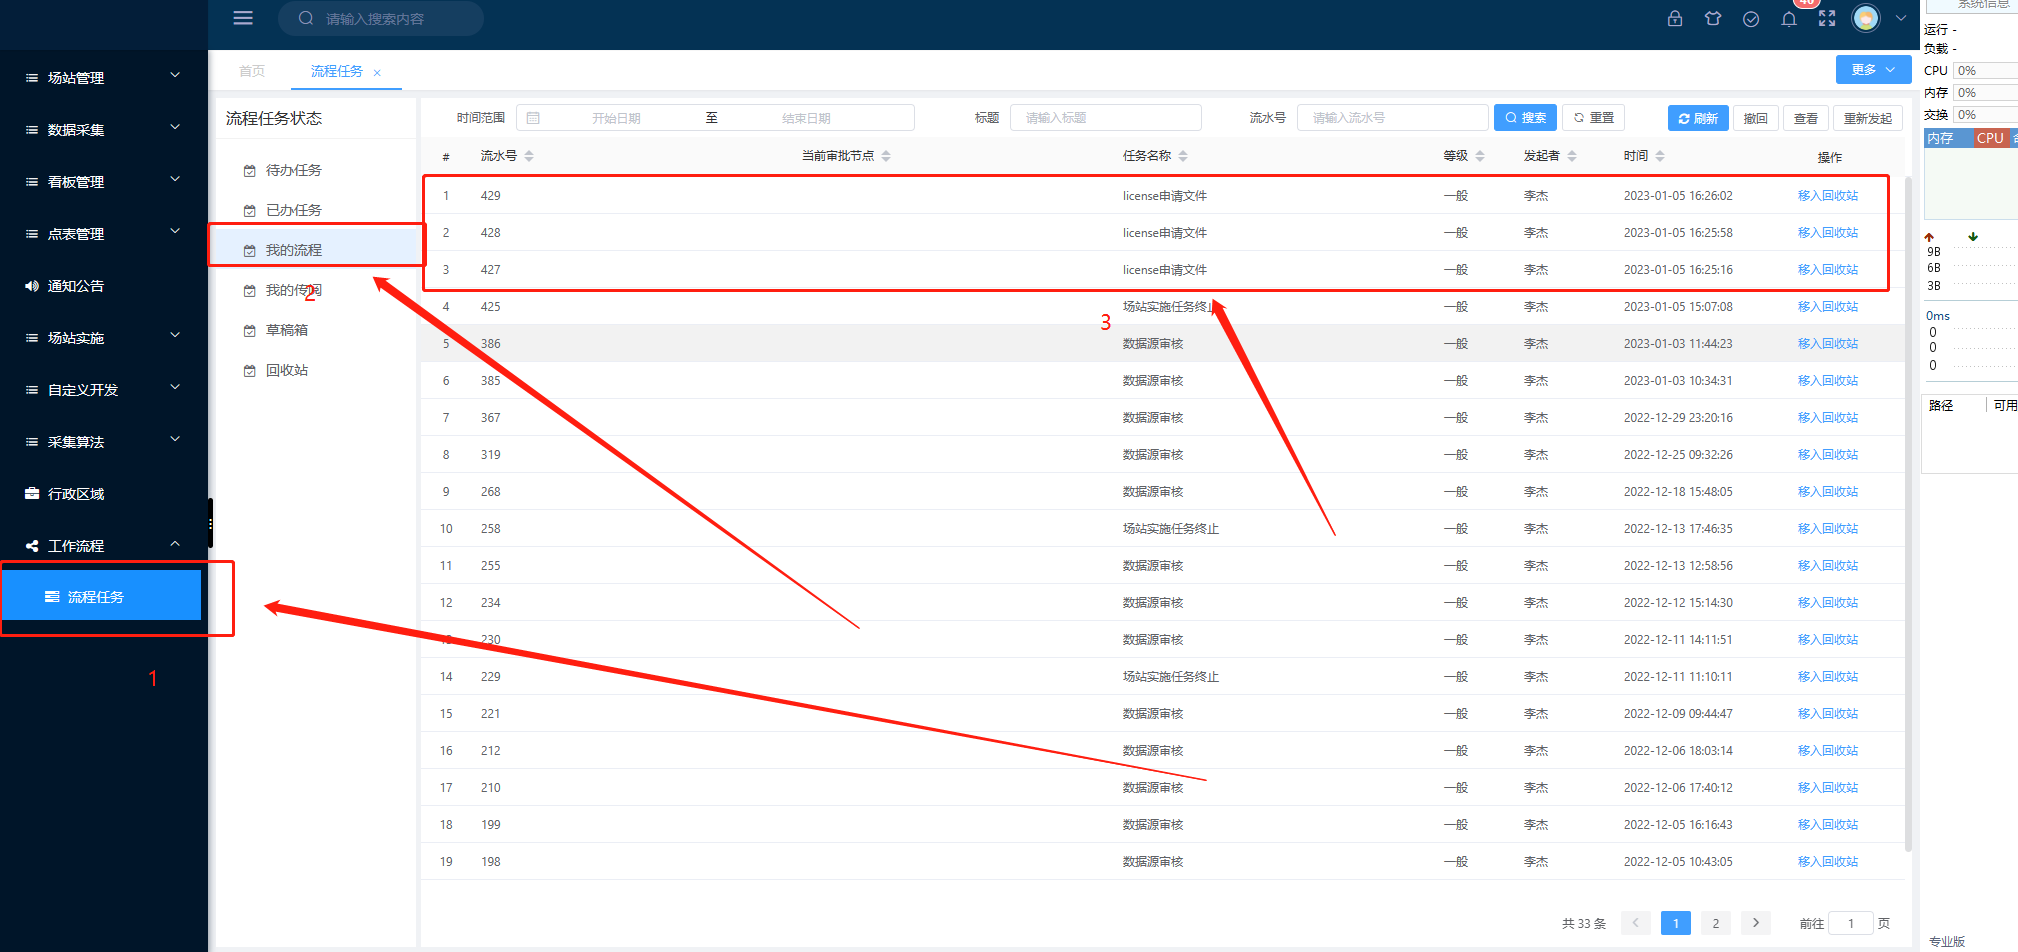 请输入搜索内容
场站管理
数据采集
看板管理
点表管理
通知公告
场站实施
自定义开发
采集算法
行政区域
工作流程
流程任务
1
首页 流程任务 ×
更多
流程任务状态
待办任务
已办任务
我的流程
我的传阅
2
草稿箱
回收站
时间范围 开始日期 至 结束日期 标题 请输入标题 流水号 请输入流水号 搜索 重置 刷新 撤回 查看 重新发起
# 流水号 当前审批节点 任务名称 等级 发起者 时间 操作
1 429 license申请文件 一般 李杰 2023-01-05 16:26:02 移入回收站
2 428 license申请文件 一般 李杰 2023-01-05 16:25:58 移入回收站
3 427 license申请文件 一般 李杰 2023-01-05 16:25:16 移入回收站
4 425 场站实施任务终止 一般 李杰 2023-01-05 15:07:08 移入回收站
3
5 386 数据源审核 一般 李杰 2023-01-03 11:44:23 移入回收站
6 385 数据源审核 一般 李杰 2023-01-03 10:34:31 移入回收站
7 367 数据源审核 一般 李杰 2022-12-29 23:20:16 移入回收站
8 319 数据源审核 一般 李杰 2022-12-25 09:32:26 移入回收站
9 268 数据源审核 一般 李杰 2022-12-18 15:48:05 移入回收站
10 258 场站实施任务终止 一般 李杰 2022-12-13 17:46:35 移入回收站
11 255 数据源审核 一般 李杰 2022-12-13 12:58:56 移入回收站
12 234 数据源审核 一般 李杰 2022-12-12 15:14:30 移入回收站
13 230 数据源审核 一般 李杰 2022-12-11 14:11:51 移入回收站
14 229 场站实施任务终止 一般 李杰 2022-12-11 11:10:11 移入回收站
15 221 数据源审核 一般 李杰 2022-12-09 09:44:47 移入回收站
16 212 数据源审核 一般 李杰 2022-12-06 18:03:14 移入回收站
17 210 数据源审核 一般 李杰 2022-12-06 17:40:12 移入回收站
18 199 数据源审核 一般 李杰 2022-12-05 16:16:43 移入回收站
19 198 数据源审核 一般 李杰 2022-12-05 10:43:05 移入回收站
共 33 条 < 1 2 > 前往 1 页
系统信息
运行 -
负载 -
CPU 0%
内存 0%
交换 0%
内存 CPU
9B
6B
3B
0ms
0
0
0
路径 可用
专业版